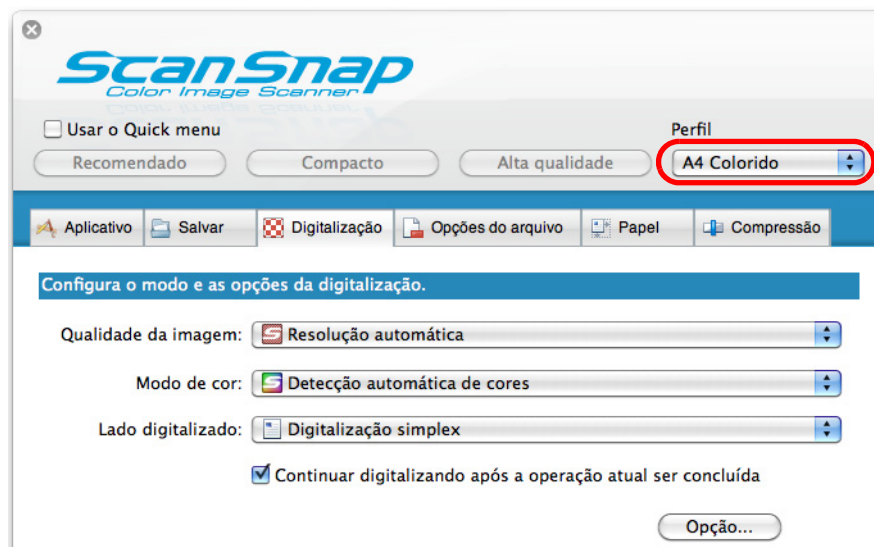 ScanSnap
Color Image Scanner
Usar o Quick menu
Perfil
Recomendado Compacto Alta qualidade A4 Colorido
Aplicativo Salvar Digitalização Opções do arquivo Papel Compressão
Configura o modo e as opções da digitalização.
Qualidade da imagem: Resolução automática
Modo de cor: Detecção automática de cores
Lado digitalizado: Digitalização simplex
Continuar digitalizando após a operação atual ser concluída
Opção...